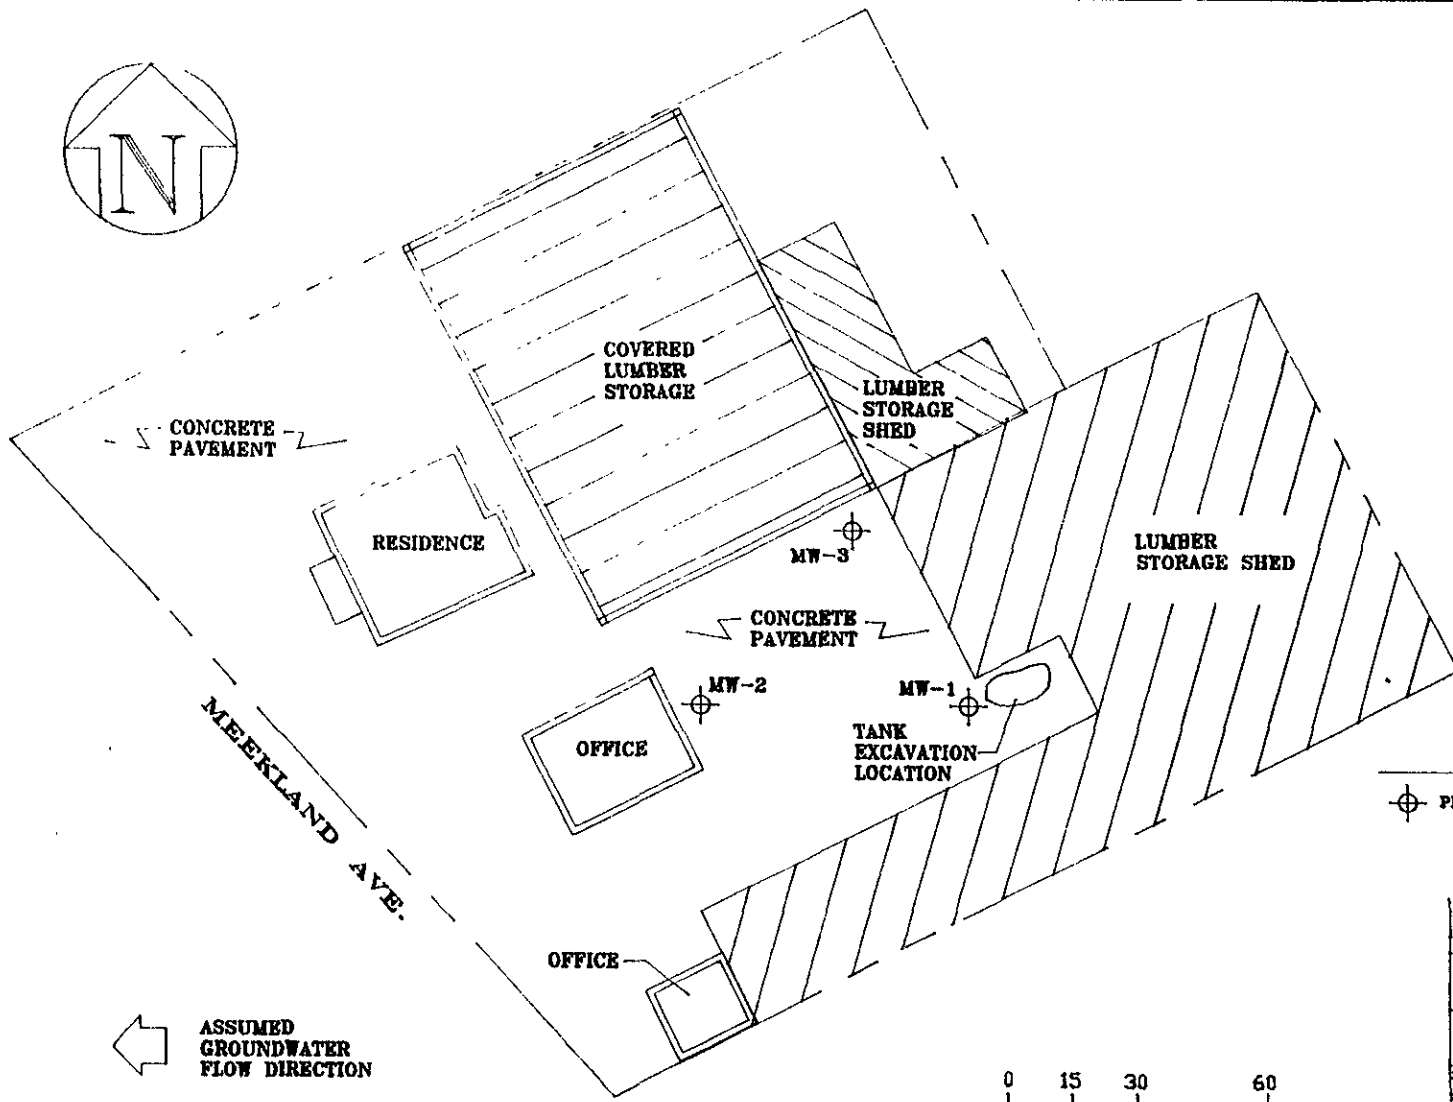 N
COVERED
LUMBER
STORAGE
LUMBER
STORAGE
SHED
CONCRETE
PAVEMENT
RESIDENCE
MW-3
LUMBER
STORAGE SHED
CONCRETE
PAVEMENT
MW-2
MW-1
OFFICE
TANK
EXCAVATION
LOCATION
MEEKLAND AVE.
OFFICE
ASSUMED
GROUNDWATER
FLOW DIRECTION
0 15 30 60